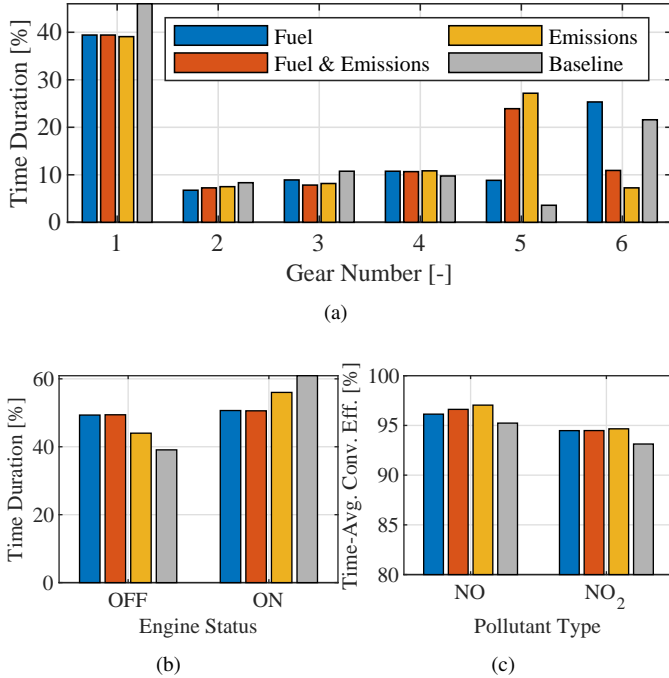 Time Duration [%]
40
30
20
10
0
Fuel
Emissions
Fuel & Emissions
Baseline
1 2 3 4 5 6
Gear Number [-]
(a)
Time Duration [%]
60
40
20
0
OFF ON
Engine Status
(b)
Time-Avg. Conv. Eff. [%]
100
95
90
85
80
NO NO₂
Pollutant Type
(c)